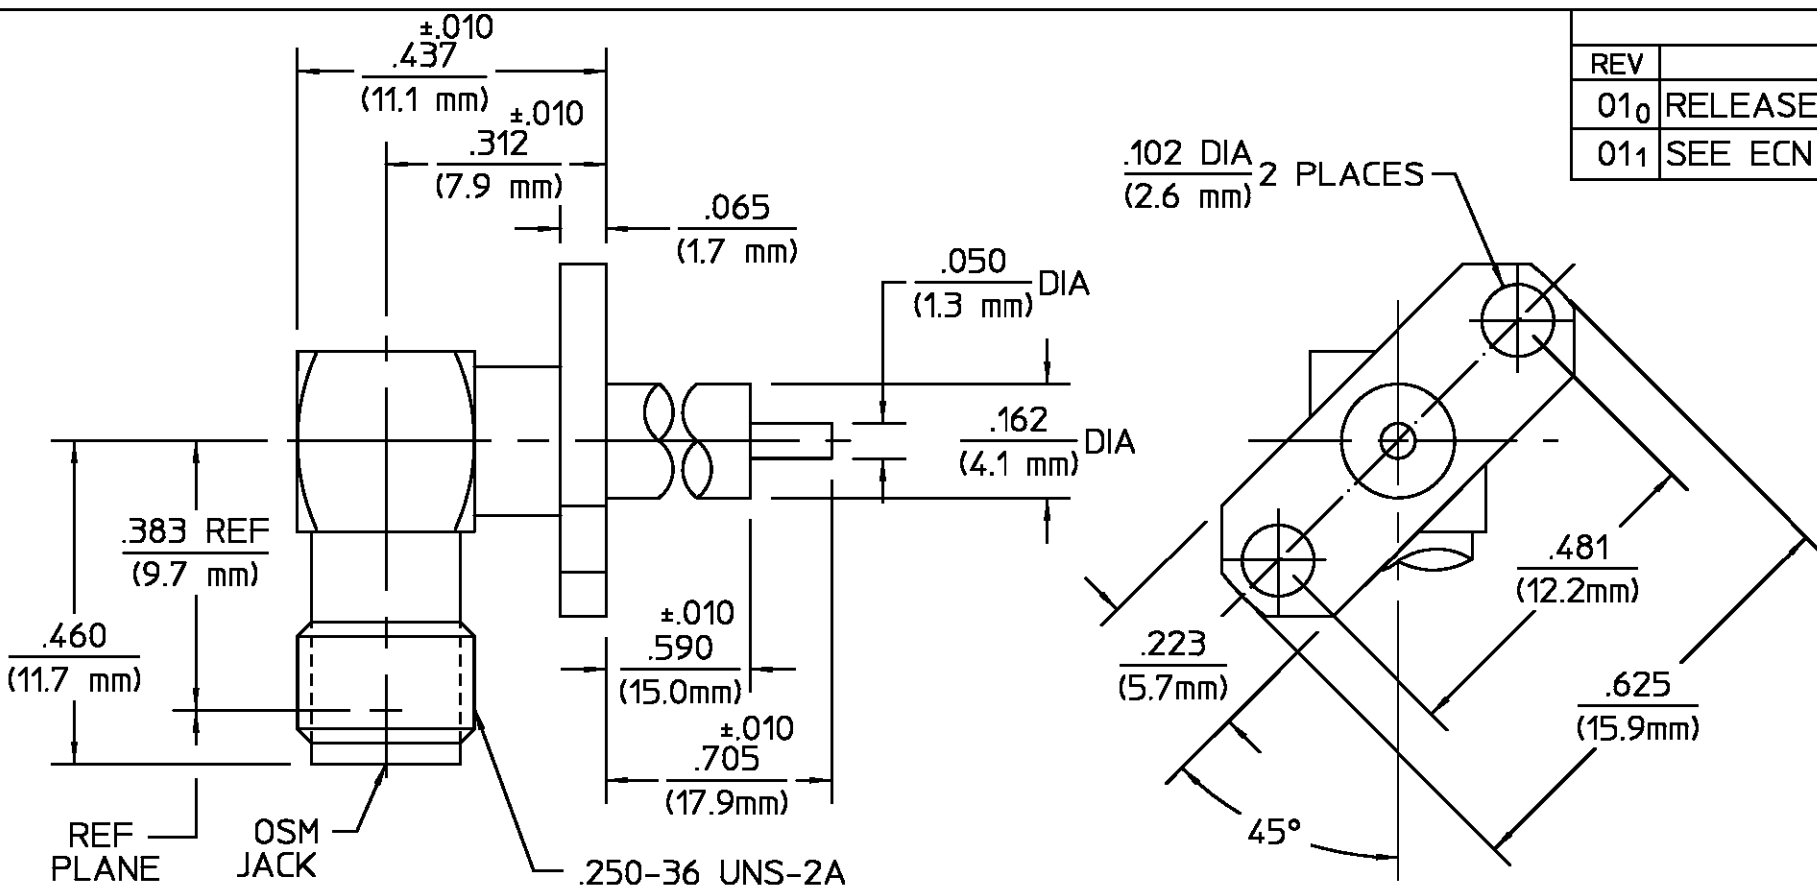 ±.010
.437
(11.1 mm)
±.010
.312
(7.9 mm)
.065
(1.7 mm)
.050
(1.3 mm) DIA
.162
(4.1 mm) DIA
.383 REF
(9.7 mm)
.460
(11.7 mm)
±.010
.590
(15.0mm)
±.010
.705
(17.9mm)
REF
PLANE
OSM
JACK
.250-36 UNS-2A
.102 DIA
(2.6 mm) 2 PLACES
.481
(12.2mm)
.223
(5.7mm)
.625
(15.9mm)
45°
REV
01₀ RELEASE
01₁ SEE ECN